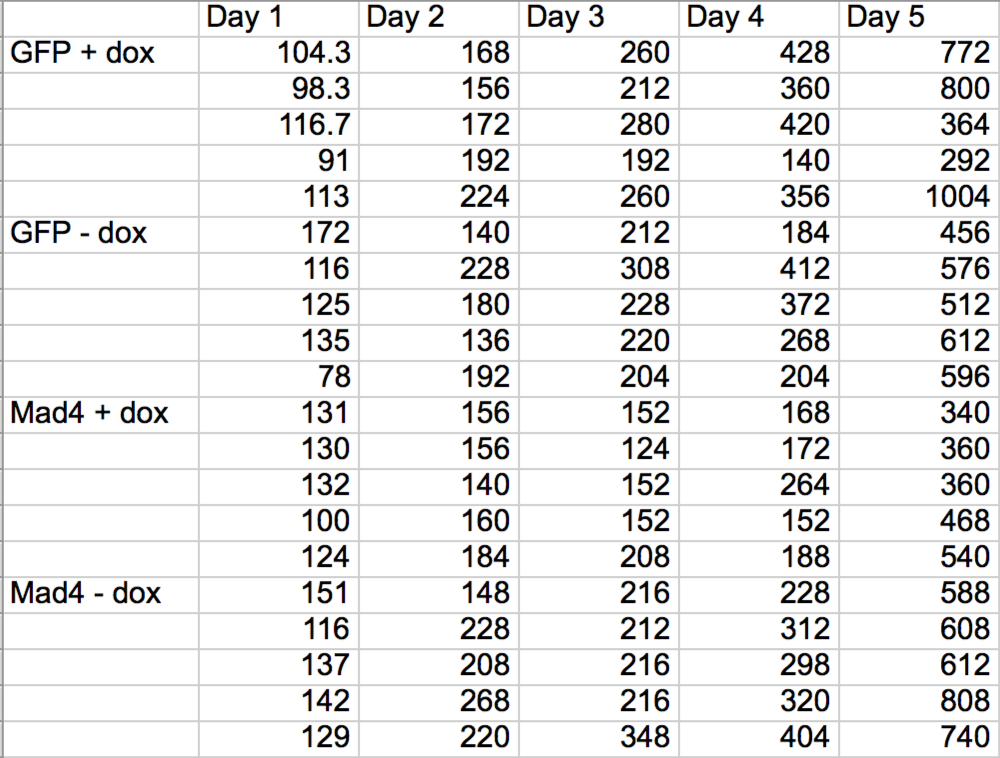 Day 1 Day 2 Day 3 Day 4 Day 5
GFP + dox 104.3 168 260 428 772
98.3 156 212 360 800
116.7 172 280 420 364
91 192 192 140 292
113 224 260 356 1004
GFP - dox 172 140 212 184 456
116 228 308 412 576
125 180 228 372 512
135 136 220 268 612
78 192 204 204 596
Mad4 + dox 131 156 152 168 340
130 156 124 172 360
132 140 152 264 360
100 160 152 152 468
124 184 208 188 540
Mad4 - dox 151 148 216 228 588
116 228 212 312 608
137 208 216 298 612
142 268 216 320 808
129 220 348 404 740